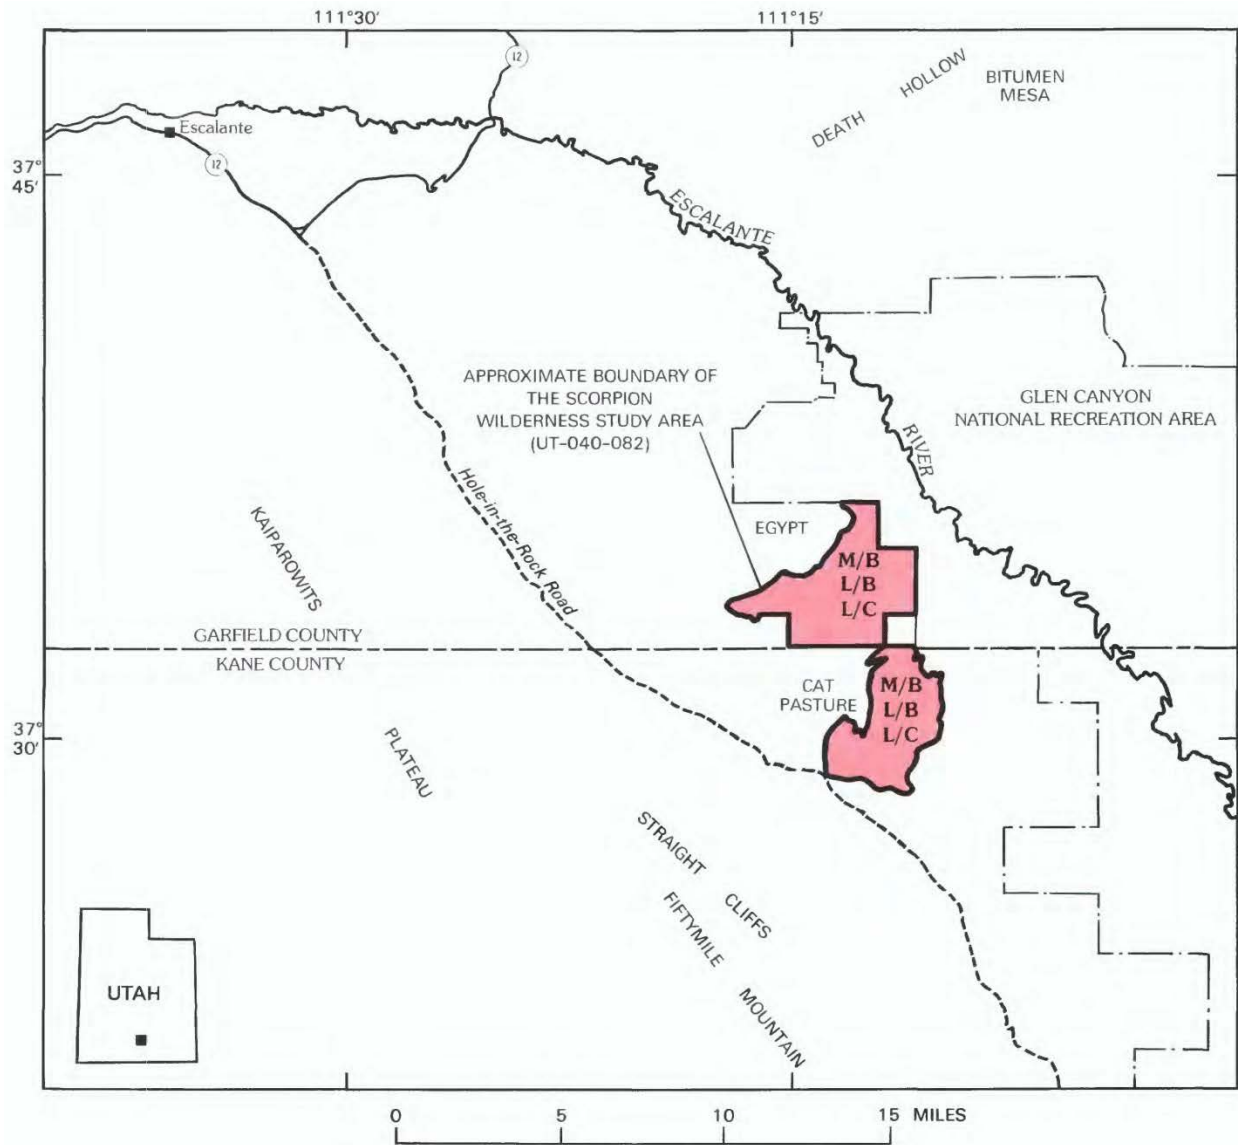 111°30'
111°15'
12
HOLLOW
BITUMEN
MESA
DEATH
Escalante
12
37°
45'
ESCALANTE
APPROXIMATE BOUNDARY OF
THE SCORPION
WILDERNESS STUDY AREA
(UT-040-082)
GLEN CANYON
NATIONAL RECREATION AREA
RIVER
Hole-in-the-Rock Road
KAIPAROWITS
EGYPT
M/B
L/B
L/C
GARFIELD COUNTY
KANE COUNTY
CAT
PASTURE
M/B
L/B
L/C
37°
30'
PLATEAU
STRAIGHT
CLIFFS
FIFTYMILE
MOUNTAIN
UTAH
0 5 10 15 MILES